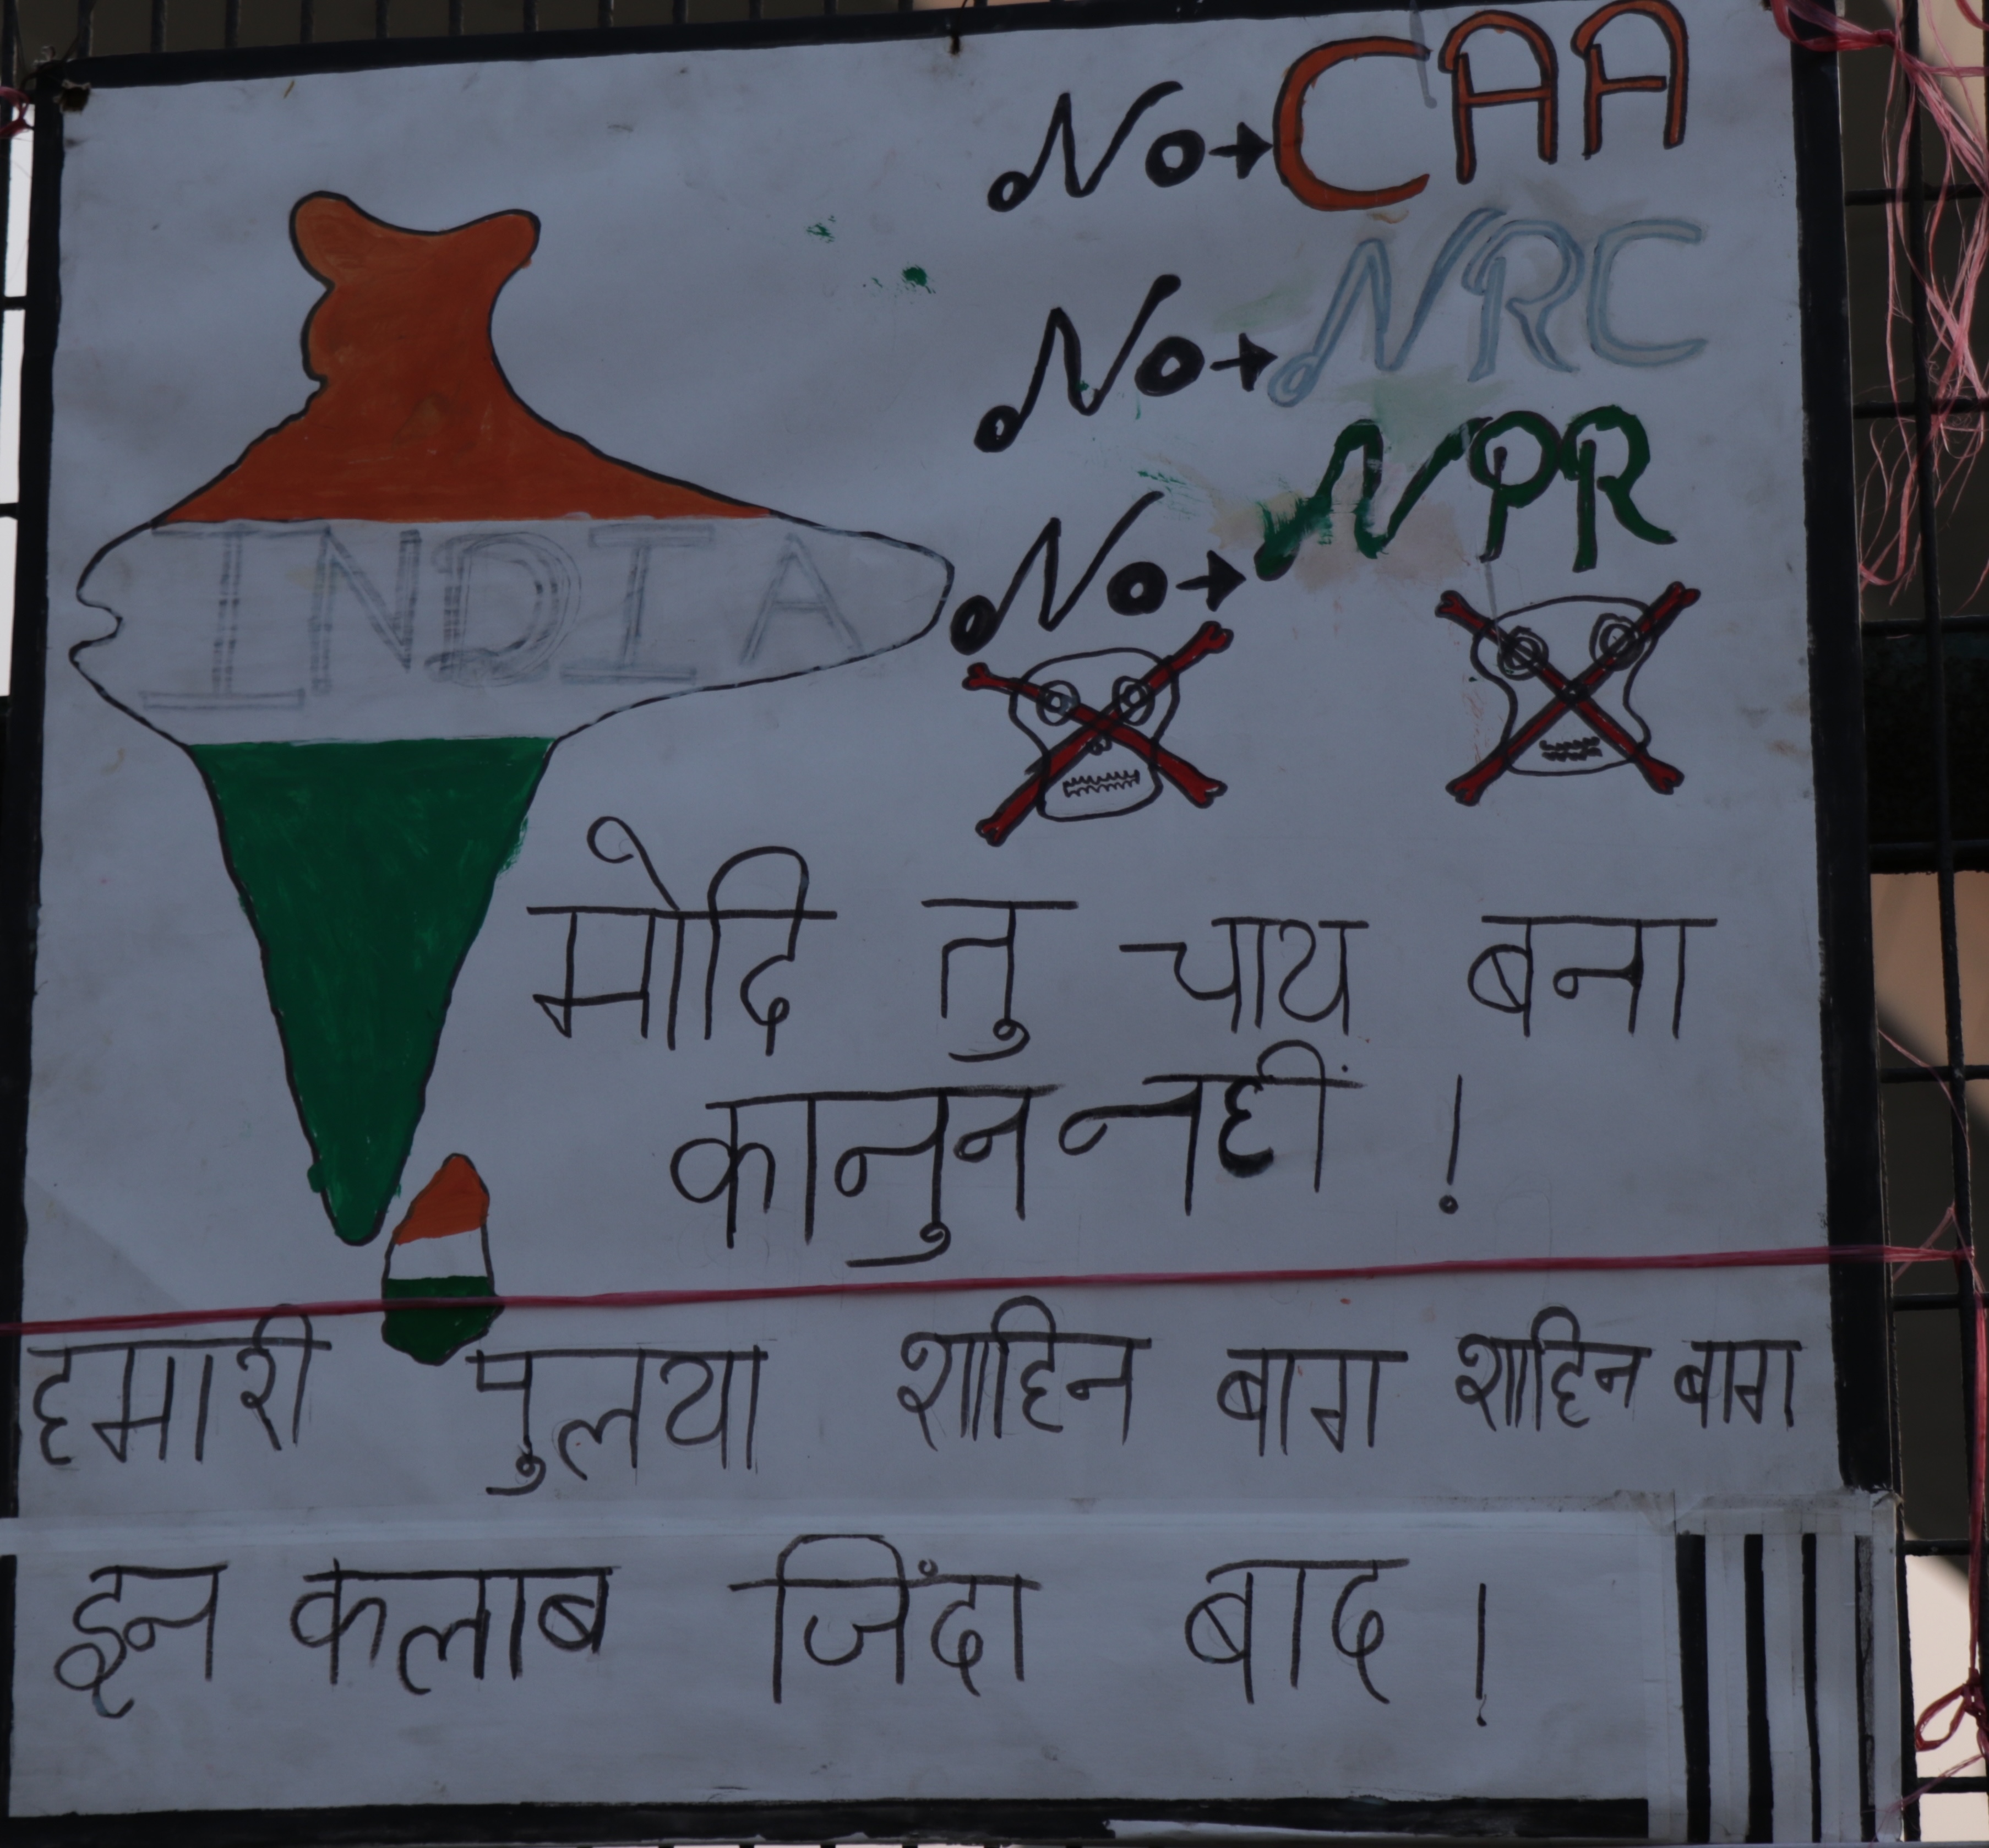 No → CAA
No → NRC
No → NPR
INDIA
मोदि तु चाय बना
कानुन नहीं !
हमारी पुलया शाहिन बाग शाहिन बाग
इन कलाब जिंदा बाद !